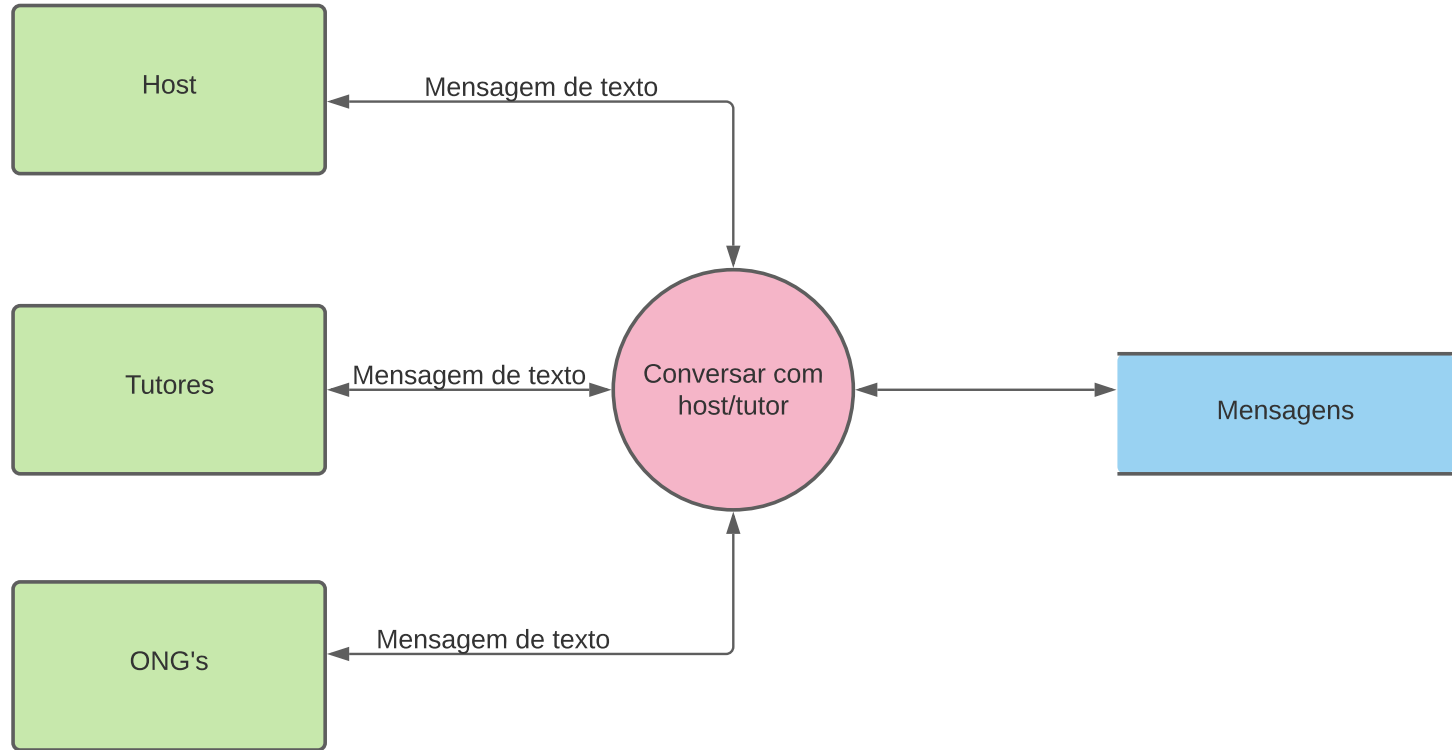 Host
Mensagem de texto
Tutores
Mensagem de texto
Conversar com
host/tutor
Mensagens
ONG's
Mensagem de texto